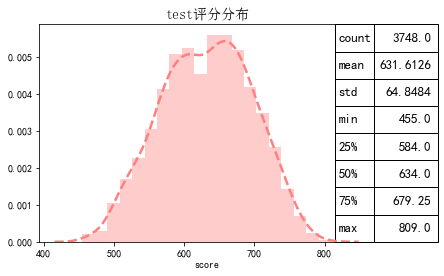 test评分分布
0.005
0.004
0.003
0.002
0.001
0.000
400 500 600 700 800
score
count 3748.0
mean 631.6126
std 64.8484
min 455.0
25% 584.0
50% 634.0
75% 679.25
max 809.0